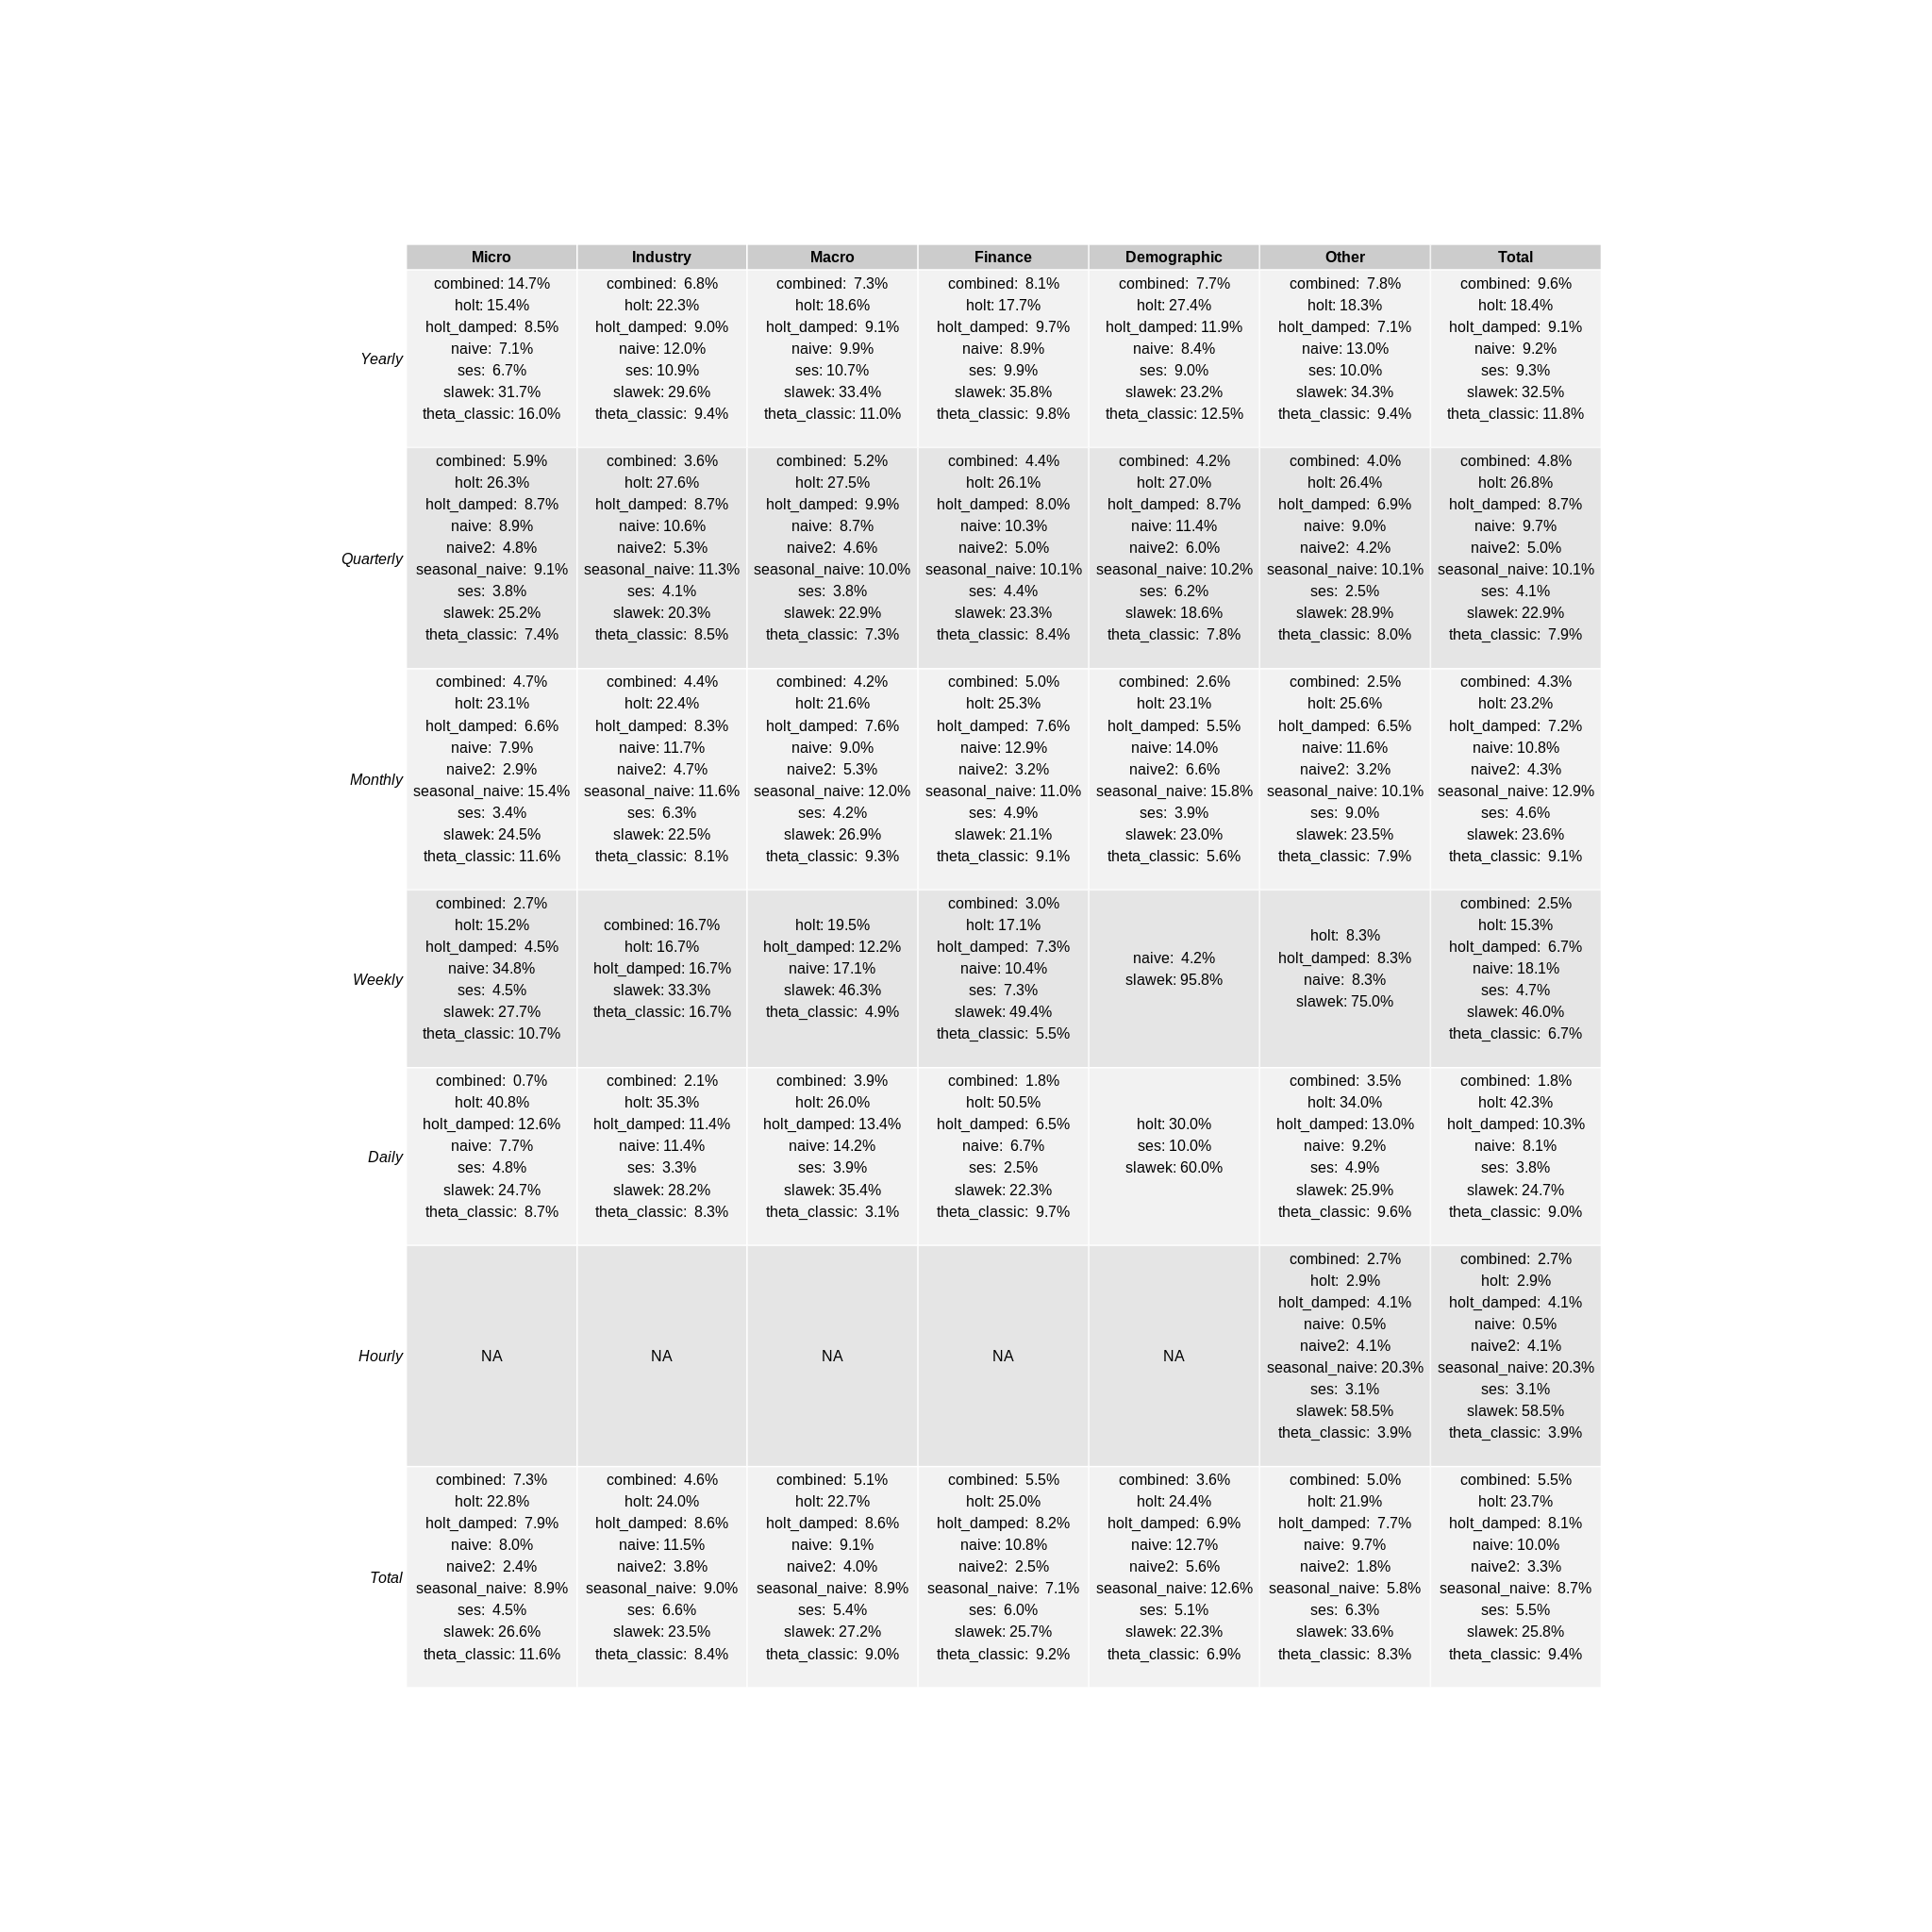 Micro Industry Macro Finance Demographic Other Total
Yearly
combined: 14.7% combined: 6.8% combined: 7.3% combined: 8.1% combined: 7.7% combined: 7.8% combined: 9.6%
holt: 15.4% holt: 22.3% holt: 18.6% holt: 17.7% holt: 27.4% holt: 18.3% holt: 18.4%
holt_damped: 8.5% holt_damped: 9.0% holt_damped: 9.1% holt_damped: 9.7% holt_damped: 11.9% holt_damped: 7.1% holt_damped: 9.1%
naive: 7.1% naive: 12.0% naive: 9.9% naive: 8.9% naive: 8.4% naive: 13.0% naive: 9.2%
ses: 6.7% ses: 10.9% ses: 10.7% ses: 9.9% ses: 9.0% ses: 10.0% ses: 9.3%
slawek: 31.7% slawek: 29.6% slawek: 33.4% slawek: 35.8% slawek: 23.2% slawek: 34.3% slawek: 32.5%
theta_classic: 16.0% theta_classic: 9.4% theta_classic: 11.0% theta_classic: 9.8% theta_classic: 12.5% theta_classic: 9.4% theta_classic: 11.8%
Quarterly
combined: 5.9% combined: 3.6% combined: 5.2% combined: 4.4% combined: 4.2% combined: 4.0% combined: 4.8%
holt: 26.3% holt: 27.6% holt: 27.5% holt: 26.1% holt: 27.0% holt: 26.4% holt: 26.8%
holt_damped: 8.7% holt_damped: 8.7% holt_damped: 9.9% holt_damped: 8.0% holt_damped: 8.7% holt_damped: 6.9% holt_damped: 8.7%
naive: 8.9% naive: 10.6% naive: 8.7% naive: 10.3% naive: 11.4% naive: 9.0% naive: 9.7%
naive2: 4.8% naive2: 5.3% naive2: 4.6% naive2: 5.0% naive2: 6.0% naive2: 4.2% naive2: 5.0%
seasonal_naive: 9.1% seasonal_naive: 11.3% seasonal_naive: 10.0% seasonal_naive: 10.1% seasonal_naive: 10.2% seasonal_naive: 10.1% seasonal_naive: 10.1%
ses: 3.8% ses: 4.1% ses: 3.8% ses: 4.4% ses: 6.2% ses: 2.5% ses: 4.1%
slawek: 25.2% slawek: 20.3% slawek: 22.9% slawek: 23.3% slawek: 18.6% slawek: 28.9% slawek: 22.9%
theta_classic: 7.4% theta_classic: 8.5% theta_classic: 7.3% theta_classic: 8.4% theta_classic: 7.8% theta_classic: 8.0% theta_classic: 7.9%
Monthly
combined: 4.7% combined: 4.4% combined: 4.2% combined: 5.0% combined: 2.6% combined: 2.5% combined: 4.3%
holt: 23.1% holt: 22.4% holt: 21.6% holt: 25.3% holt: 23.1% holt: 25.6% holt: 23.2%
holt_damped: 6.6% holt_damped: 8.3% holt_damped: 7.6% holt_damped: 7.6% holt_damped: 5.5% holt_damped: 6.5% holt_damped: 7.2%
naive: 7.9% naive: 11.7% naive: 9.0% naive: 12.9% naive: 14.0% naive: 11.6% naive: 10.8%
naive2: 2.9% naive2: 4.7% naive2: 5.3% naive2: 3.2% naive2: 6.6% naive2: 3.2% naive2: 4.3%
seasonal_naive: 15.4% seasonal_naive: 11.6% seasonal_naive: 12.0% seasonal_naive: 11.0% seasonal_naive: 15.8% seasonal_naive: 10.1% seasonal_naive: 12.9%
ses: 3.4% ses: 6.3% ses: 4.2% ses: 4.9% ses: 3.9% ses: 9.0% ses: 4.6%
slawek: 24.5% slawek: 22.5% slawek: 26.9% slawek: 21.1% slawek: 23.0% slawek: 23.5% slawek: 23.6%
theta_classic: 11.6% theta_classic: 8.1% theta_classic: 9.3% theta_classic: 9.1% theta_classic: 5.6% theta_classic: 7.9% theta_classic: 9.1%
Weekly
combined: 2.7% combined: 3.0% combined: 2.5%
holt: 15.2% combined: 16.7% holt: 19.5% holt: 17.1% holt: 8.3% holt: 15.3%
holt_damped: 4.5% holt: 16.7% holt_damped: 12.2% holt_damped: 7.3% naive: 4.2% holt_damped: 8.3% holt_damped: 6.7%
naive: 34.8% holt_damped: 16.7% naive: 17.1% naive: 10.4% slawek: 95.8% naive: 8.3% naive: 18.1%
ses: 4.5% slawek: 33.3% slawek: 46.3% ses: 7.3% slawek: 75.0% ses: 4.7%
slawek: 27.7% theta_classic: 16.7% theta_classic: 4.9% slawek: 49.4% slawek: 46.0%
theta_classic: 10.7% theta_classic: 5.5% theta_classic: 6.7%
Daily
combined: 0.7% combined: 2.1% combined: 3.9% combined: 1.8% combined: 3.5% combined: 1.8%
holt: 40.8% holt: 35.3% holt: 26.0% holt: 50.5% holt: 34.0% holt: 42.3%
holt_damped: 12.6% holt_damped: 11.4% holt_damped: 13.4% holt_damped: 6.5% holt: 30.0% holt_damped: 13.0% holt_damped: 10.3%
naive: 7.7% naive: 11.4% naive: 14.2% naive: 6.7% ses: 10.0% naive: 9.2% naive: 8.1%
ses: 4.8% ses: 3.3% ses: 3.9% ses: 2.5% slawek: 60.0% ses: 4.9% ses: 3.8%
slawek: 24.7% slawek: 28.2% slawek: 35.4% slawek: 22.3% slawek: 25.9% slawek: 24.7%
theta_classic: 8.7% theta_classic: 8.3% theta_classic: 3.1% theta_classic: 9.7% theta_classic: 9.6% theta_classic: 9.0%
Hourly
combined: 2.7% combined: 2.7%
holt: 2.9% holt: 2.9%
holt_damped: 4.1% holt_damped: 4.1%
naive: 0.5% naive: 0.5%
NA NA NA NA NA naive2: 4.1% naive2: 4.1%
seasonal_naive: 20.3% seasonal_naive: 20.3%
ses: 3.1% ses: 3.1%
slawek: 58.5% slawek: 58.5%
theta_classic: 3.9% theta_classic: 3.9%
Total
combined: 7.3% combined: 4.6% combined: 5.1% combined: 5.5% combined: 3.6% combined: 5.0% combined: 5.5%
holt: 22.8% holt: 24.0% holt: 22.7% holt: 25.0% holt: 24.4% holt: 21.9% holt: 23.7%
holt_damped: 7.9% holt_damped: 8.6% holt_damped: 8.6% holt_damped: 8.2% holt_damped: 6.9% holt_damped: 7.7% holt_damped: 8.1%
naive: 8.0% naive: 11.5% naive: 9.1% naive: 10.8% naive: 12.7% naive: 9.7% naive: 10.0%
naive2: 2.4% naive2: 3.8% naive2: 4.0% naive2: 2.5% naive2: 5.6% naive2: 1.8% naive2: 3.3%
seasonal_naive: 8.9% seasonal_naive: 9.0% seasonal_naive: 8.9% seasonal_naive: 7.1% seasonal_naive: 12.6% seasonal_naive: 5.8% seasonal_naive: 8.7%
ses: 4.5% ses: 6.6% ses: 5.4% ses: 6.0% ses: 5.1% ses: 6.3% ses: 5.5%
slawek: 26.6% slawek: 23.5% slawek: 27.2% slawek: 25.7% slawek: 22.3% slawek: 33.6% slawek: 25.8%
theta_classic: 11.6% theta_classic: 8.4% theta_classic: 9.0% theta_classic: 9.2% theta_classic: 6.9% theta_classic: 8.3% theta_classic: 9.4%